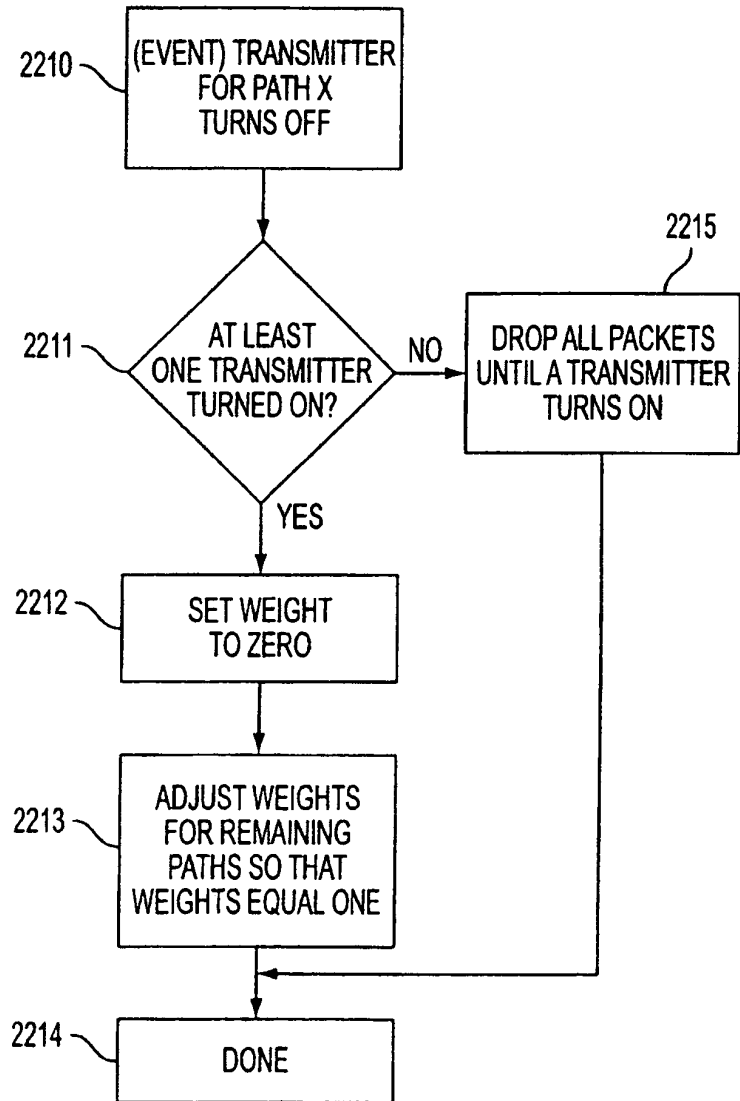 2210
(EVENT) TRANSMITTER
FOR PATH X
TURNS OFF
2211
AT LEAST
ONE TRANSMITTER
TURNED ON?
NO
2215
DROP ALL PACKETS
UNTIL A TRANSMITTER
TURNS ON
YES
2212
SET WEIGHT
TO ZERO
2213
ADJUST WEIGHTS
FOR REMAINING
PATHS SO THAT
WEIGHTS EQUAL ONE
2214
DONE